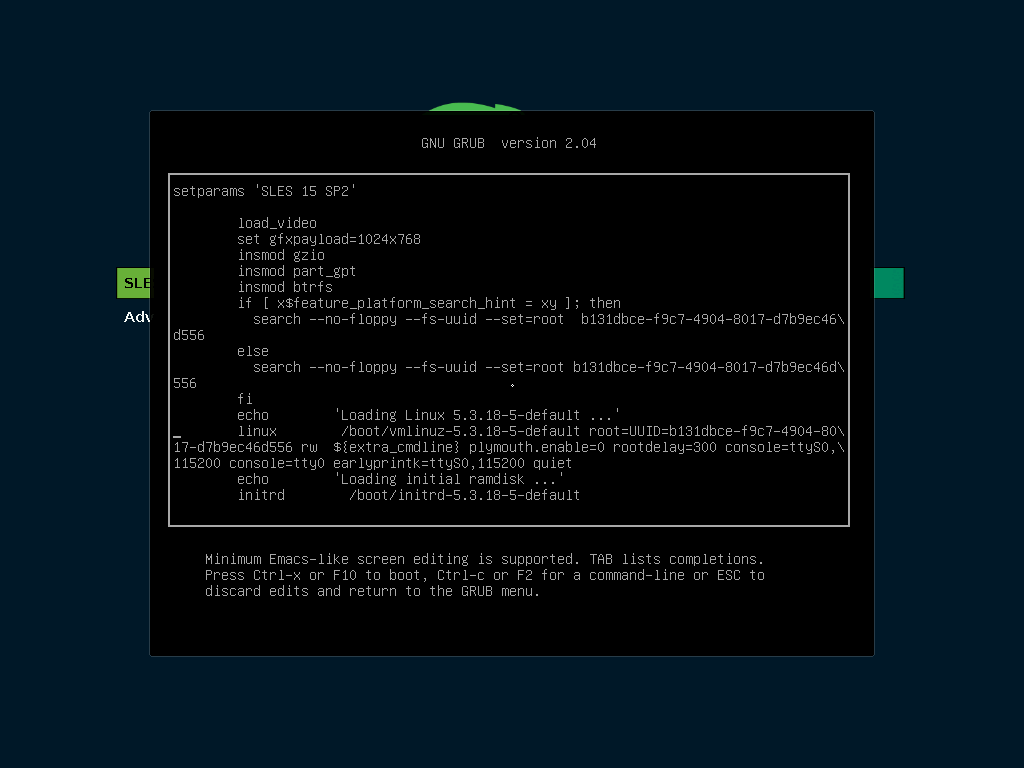 GNU GRUB  version 2.04
setparams 'SLES 15 SP2'
load_video
set gfxpayload=1024x768
insmod gzio
insmod part_gpt
insmod btrfs
if [ x$feature_platform_search_hint = xy ]; then
search --no-floppy --fs-uuid --set=root  b131dbce-f9c7-4904-8017-d7b9ec46\
d556
else
search --no-floppy --fs-uuid --set=root b131dbce-f9c7-4904-8017-d7b9ec46d\
556
fi
echo        'Loading Linux 5.3.18-5-default ...'
linux        /boot/vmlinuz-5.3.18-5-default root=UUID=b131dbce-f9c7-4904-80\
17-d7b9ec46d556 rw  ${extra_cmdline} plymouth.enable=0 rootdelay=300 console=ttyS0,\
115200 console=tty0 earlyprintk=ttyS0,115200 quiet
echo        'Loading initial ramdisk ...'
initrd        /boot/initrd-5.3.18-5-default
SLE
Adv
Minimum Emacs-like screen editing is supported. TAB lists completions.
Press Ctrl-x or F10 to boot, Ctrl-c or F2 for a command-line or ESC to
discard edits and return to the GRUB menu.